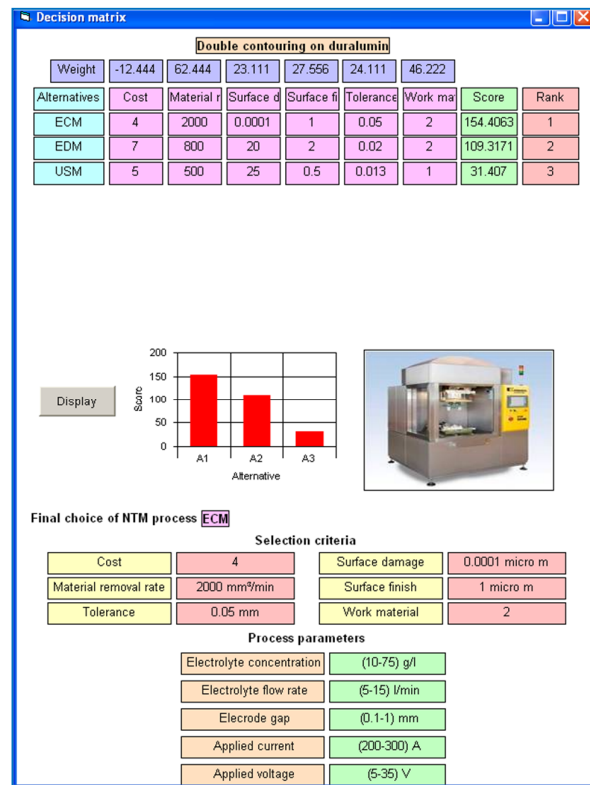 Decision matrix
Double contouring on duralumin
Weight -12.444 62.444 23.111 27.556 24.111 46.222
Alternatives Cost Material r Surface d Surface fi Tolerance Work ma Score Rank
ECM 4 2000 0.0001 1 0.05 2 154.4063 1
EDM 7 800 20 2 0.02 2 109.3171 2
USM 5 500 25 0.5 0.013 1 31.407 3
Display
Score
200
150
100
50
0
A1 A2 A3
Alternative
Final choice of NTM process ECM
Selection criteria
Cost 4 Surface damage 0.0001 micro m
Material removal rate 2000 mm³/min Surface finish 1 micro m
Tolerance 0.05 mm Work material 2
Process parameters
Electrolyte concentration (10-75) g/l
Electrolyte flow rate (5-15) l/min
Elecrode gap (0.1-1) mm
Applied current (200-300) A
Applied voltage (5-35) V